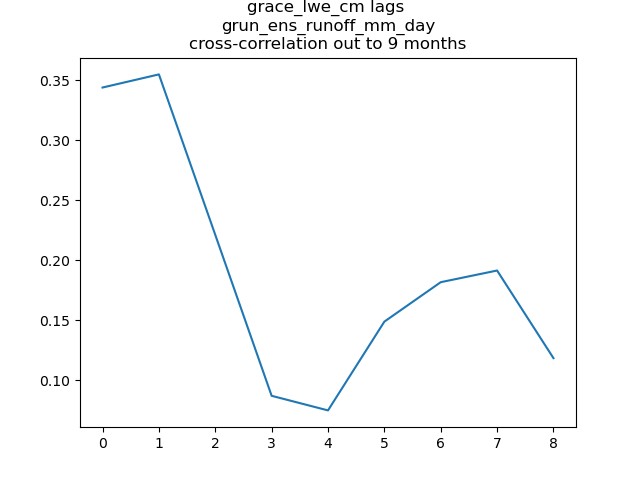 grace_lwe_cm lags
grun_ens_runoff_mm_day
cross-correlation out to 9 months
0.35
0.30
0.25
0.20
0.15
0.10
0 1 2 3 4 5 6 7 8